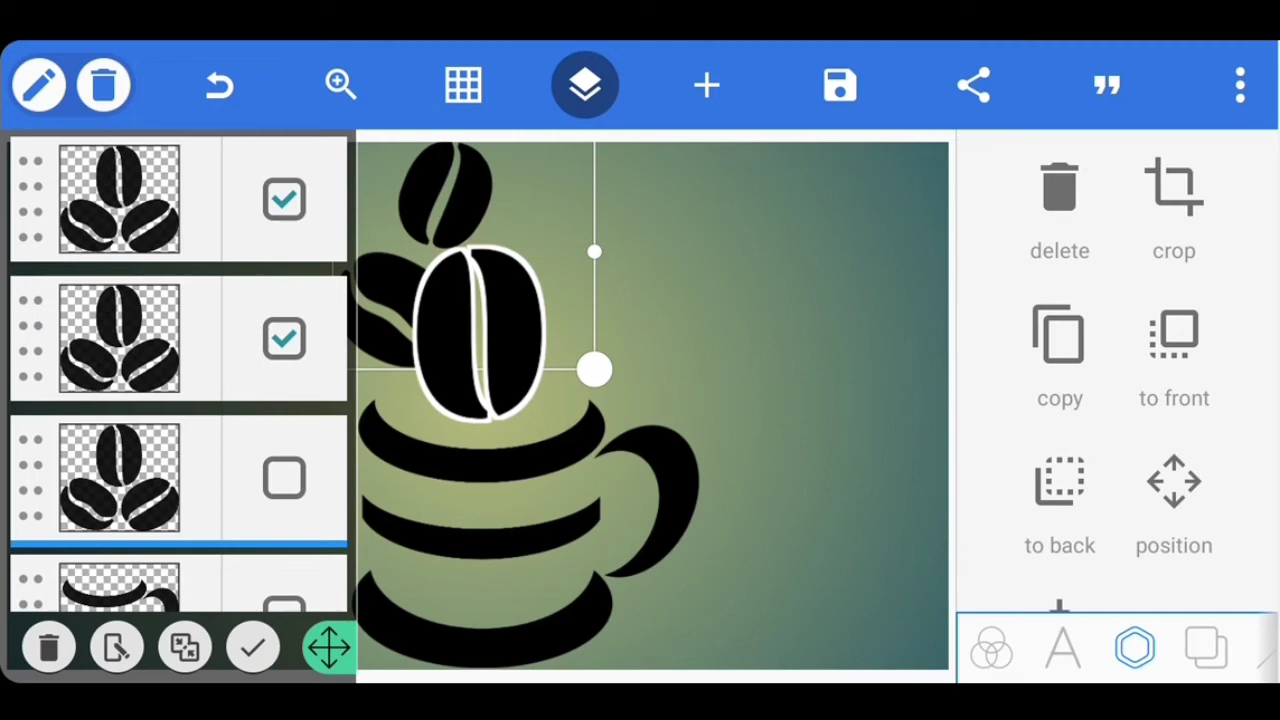 delete
crop
copy
to front
to back
position